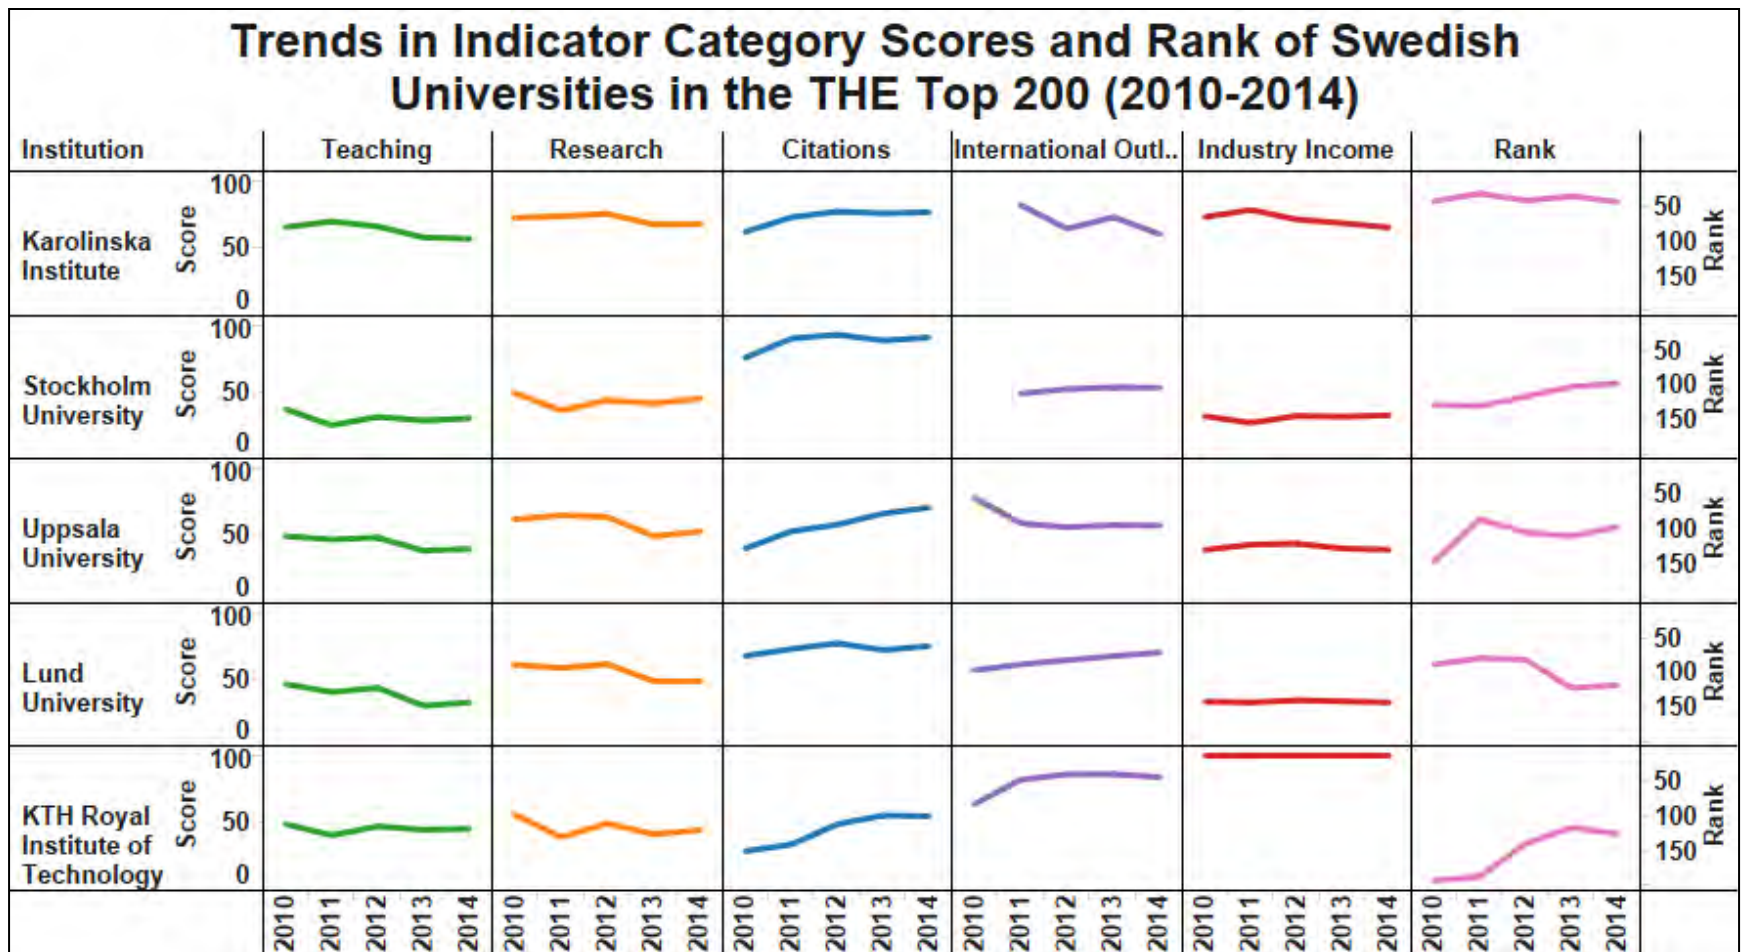 Trends in Indicator Category Scores and Rank of Swedish
Universities in the THE Top 200 (2010-2014)
Institution Teaching Research Citations International Outl.. Industry Income Rank
Karolinska
Institute
Score
100
50
0
50
100
150
Rank
Stockholm
University
Score
100
50
0
50
100
150
Rank
Uppsala
University
Score
100
50
0
50
100
150
Rank
Lund
University
Score
100
50
0
50
100
150
Rank
KTH Royal
Institute of
Technology
Score
100
50
0
50
100
150
Rank
2010 2011 2012 2013 2014 2010 2011 2012 2013 2014 2010 2011 2012 2013 2014 2010 2011 2012 2013 2014 2010 2011 2012 2013 2014 2010 2011 2012 2013 2014